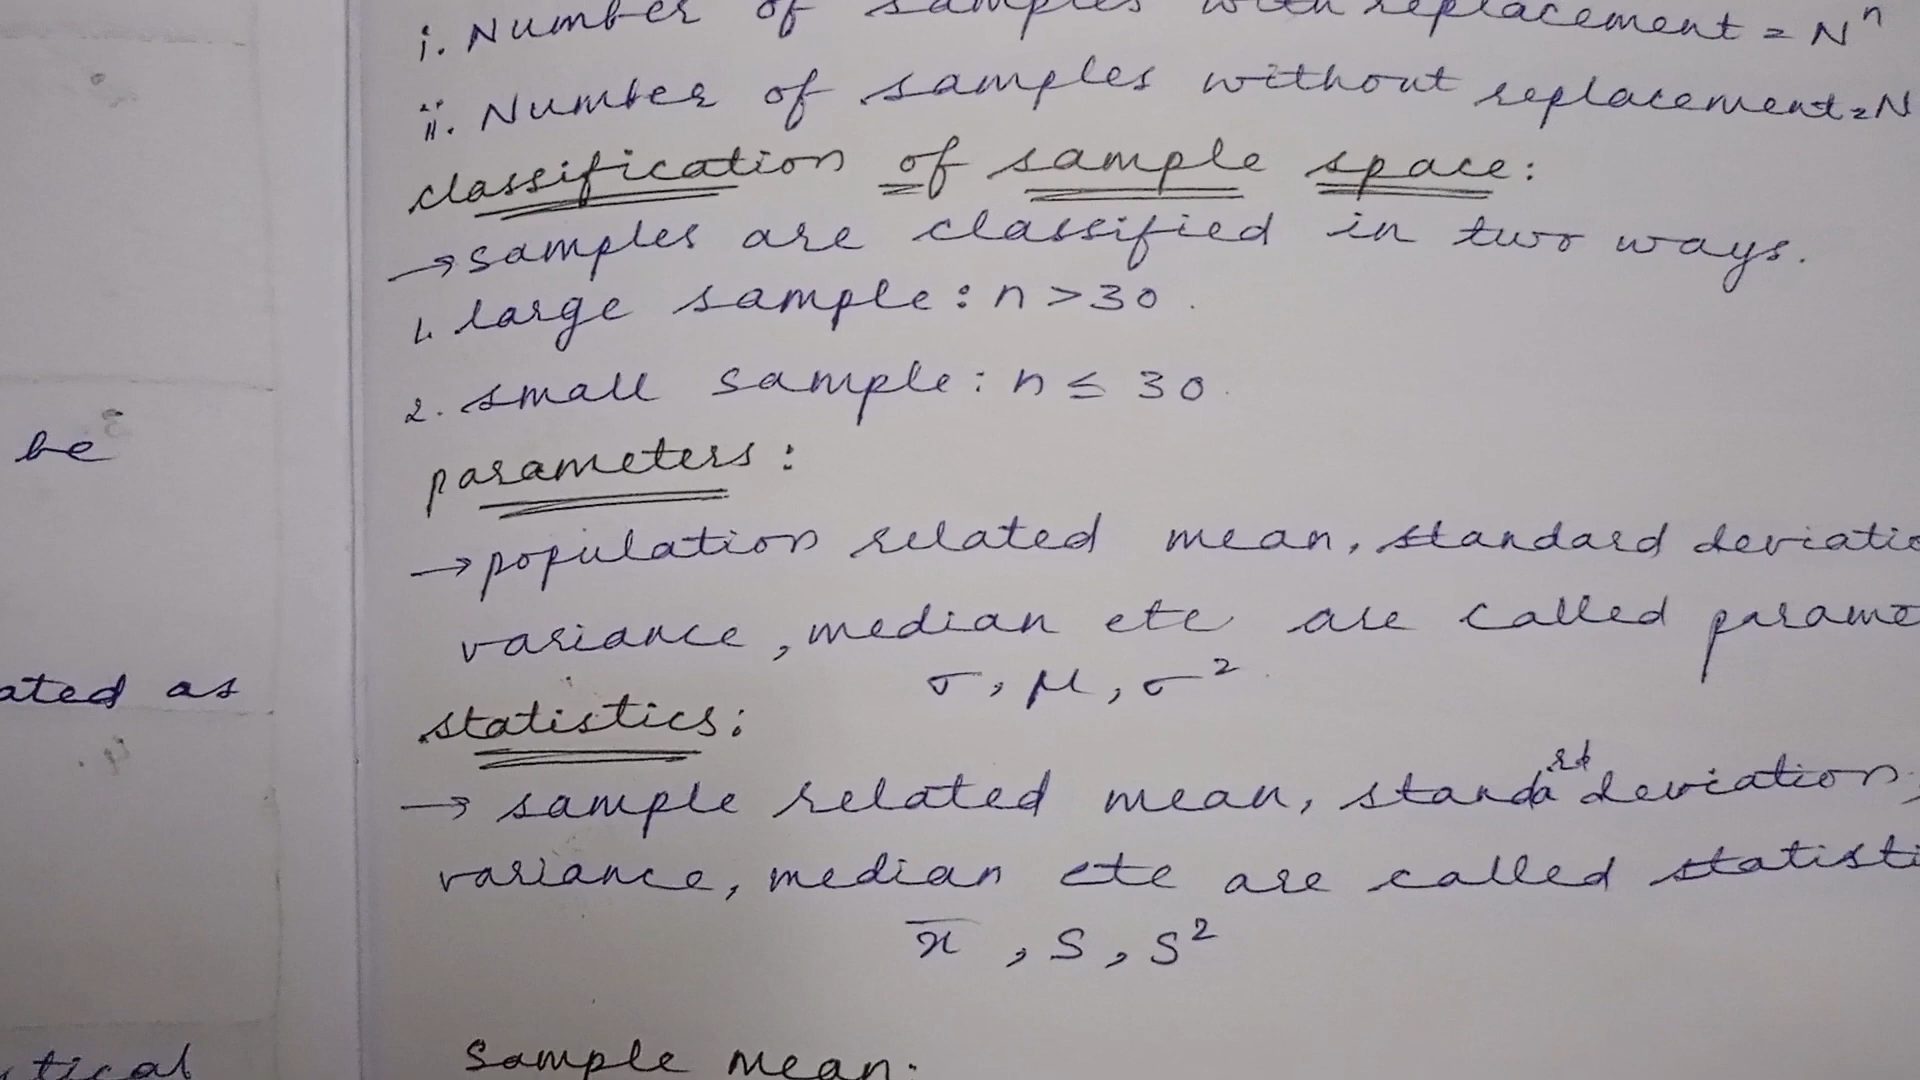 be
ated as
tical
i. Number of samples with replacement = N^n
ii. Number of samples without replacement = N
classification of sample space:
→ samples are classified in two ways.
1. large sample: n > 30.
2. small sample: n ≤ 30.
parameters:
→ population related mean, standard deviatio
variance, median etc are called parame
σ, μ, σ²
statistics:
→ sample related mean, standard deviation,
variance, median etc are called statisti
x̄, S, S²
Sample mean: